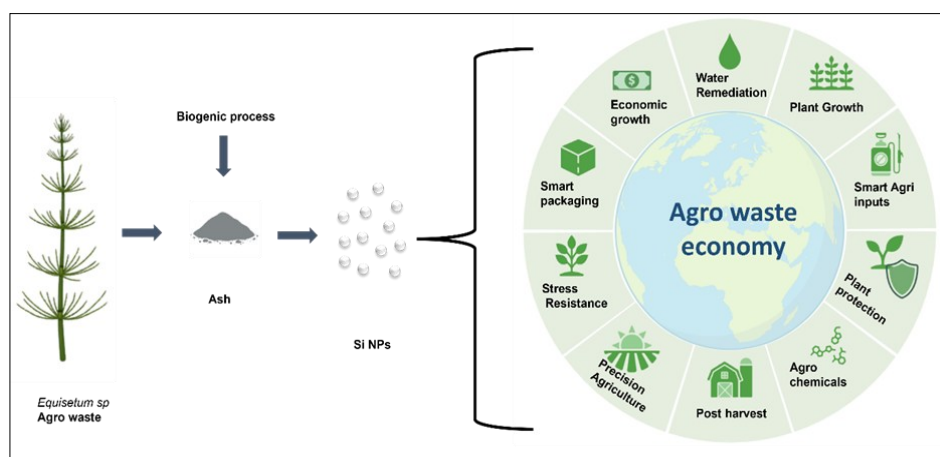 Biogenic process
Ash
Si NPs
Equisetum sp
Agro waste
Water
Remediation
Plant Growth
Smart Agri
inputs
Plant
protection
Agro
chemicals
Post harvest
Precision
Agriculture
Stress
Resistance
Smart
packaging
Economic
growth
$
Agro waste
economy